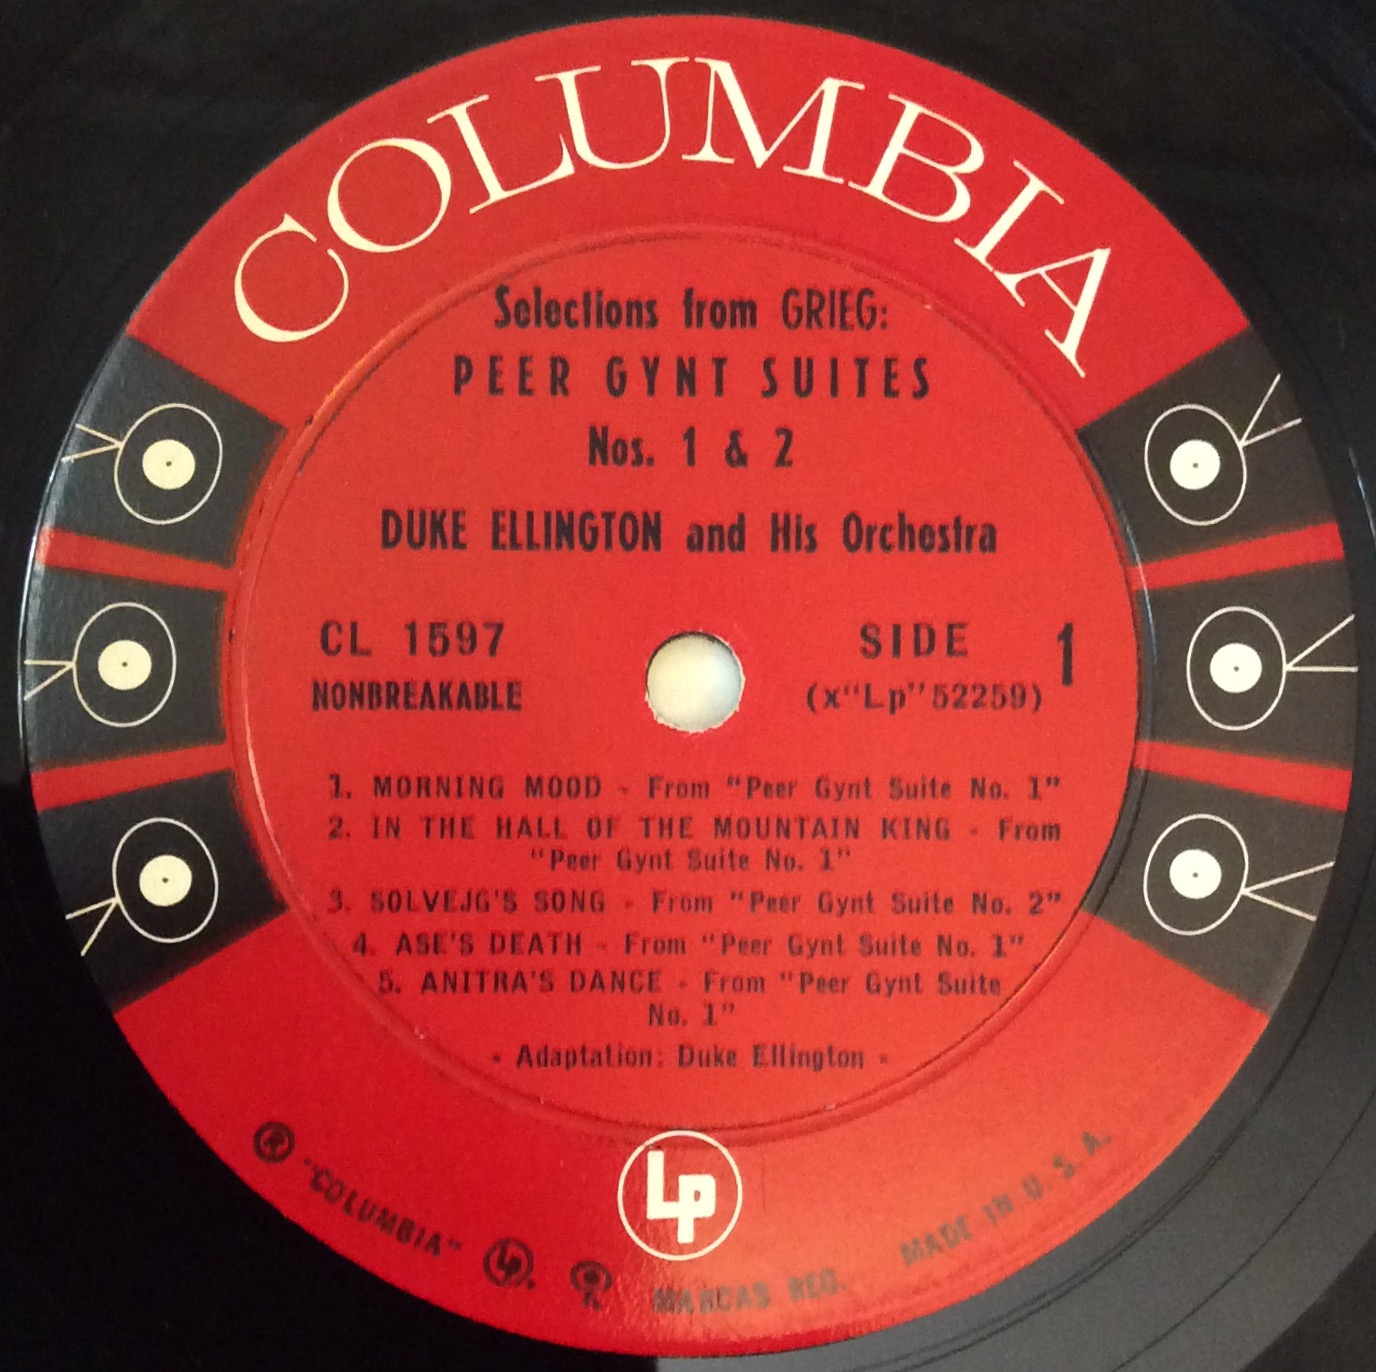 COLUMBIA
Selections from GRIEG:
PEER GYNT SUITES
Nos. 1 & 2
DUKE ELLINGTON and His Orchestra
CL 1597
NONBREAKABLE
SIDE 1
(x"Lp"52259)
1. MORNING MOOD - From "Peer Gynt Suite No. 1"
2. IN THE HALL OF THE MOUNTAIN KING - From
"Peer Gynt Suite No. 1"
3. SOLVEJG'S SONG - From "Peer Gynt Suite No. 2"
4. ASE'S DEATH - From "Peer Gynt Suite No. 1"
5. ANITRA'S DANCE - From "Peer Gynt Suite
No. 1"
- Adaptation: Duke Ellington -
LP
® "COLUMBIA" LP. MARCAS REG. MADE IN U. S. A.